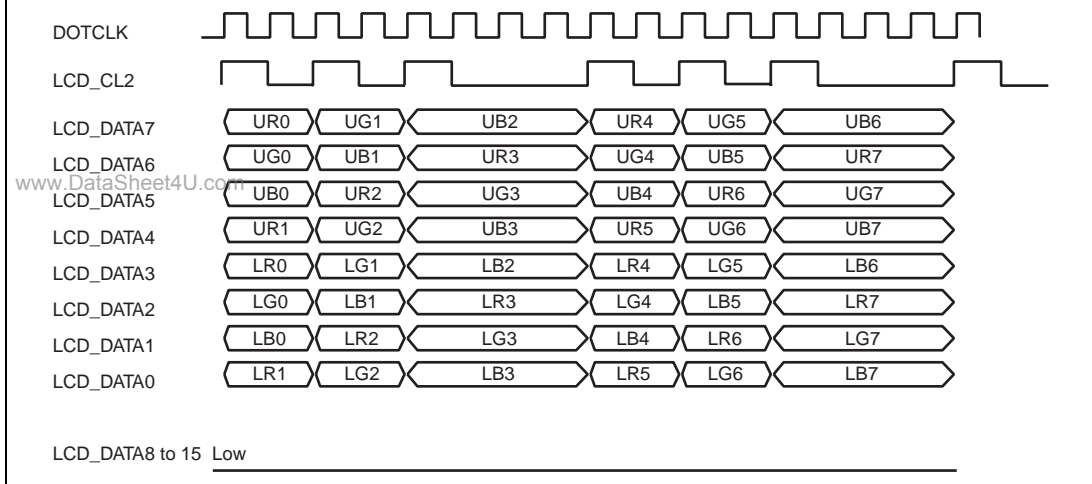 DOTCLK
LCD_CL2
LCD_DATA7 UR0 UG1 UB2 UR4 UG5 UB6
LCD_DATA6 UG0 UB1 UR3 UG4 UB5 UR7
www.DataSheet4U.com
LCD_DATA5 UB0 UR2 UG3 UB4 UR6 UG7
LCD_DATA4 UR1 UG2 UB3 UR5 UG6 UB7
LCD_DATA3 LR0 LG1 LB2 LR4 LG5 LB6
LCD_DATA2 LG0 LB1 LR3 LG4 LB5 LR7
LCD_DATA1 LB0 LR2 LG3 LB4 LR6 LG7
LCD_DATA0 LR1 LG2 LB3 LR5 LG6 LB7
LCD_DATA8 to 15 Low